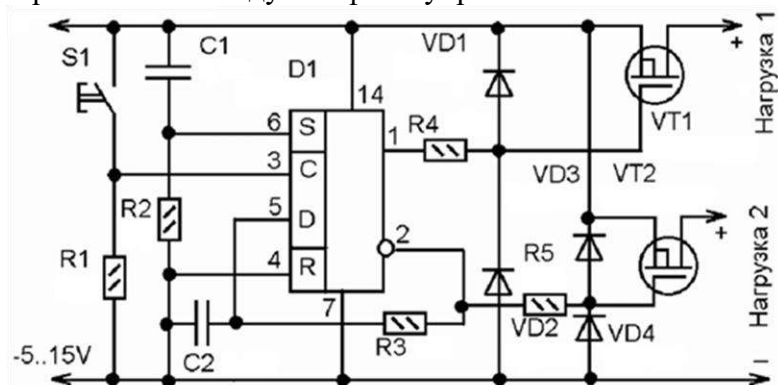 S1
C1
D1
VD1
+
Нагрузка 1
14
6
S
1
R4
VT1
3
C
VD3
VT2
R2
5
D
2
R5
+
Нагрузка 2
R1
4
R
7
R3
VD2
VD4
-5..15V
C2
–